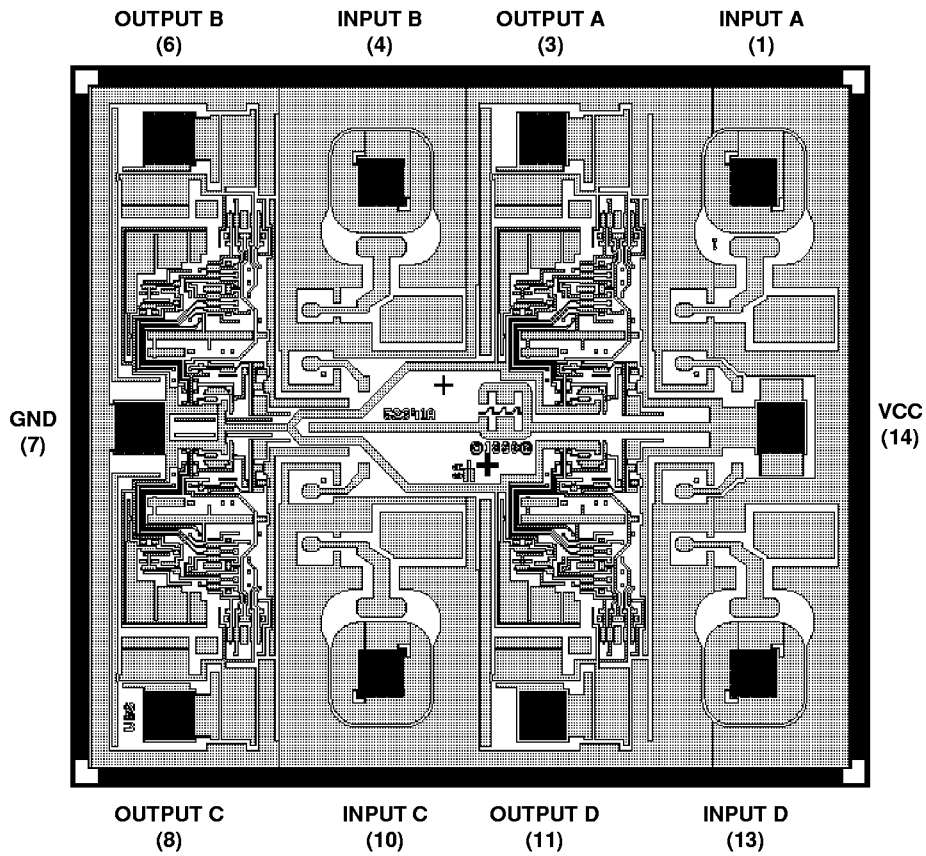 OUTPUT B
(6)
INPUT B
(4)
OUTPUT A
(3)
INPUT A
(1)
GND
(7)
VCC
(14)
OUTPUT C
(8)
INPUT C
(10)
OUTPUT D
(11)
INPUT D
(13)